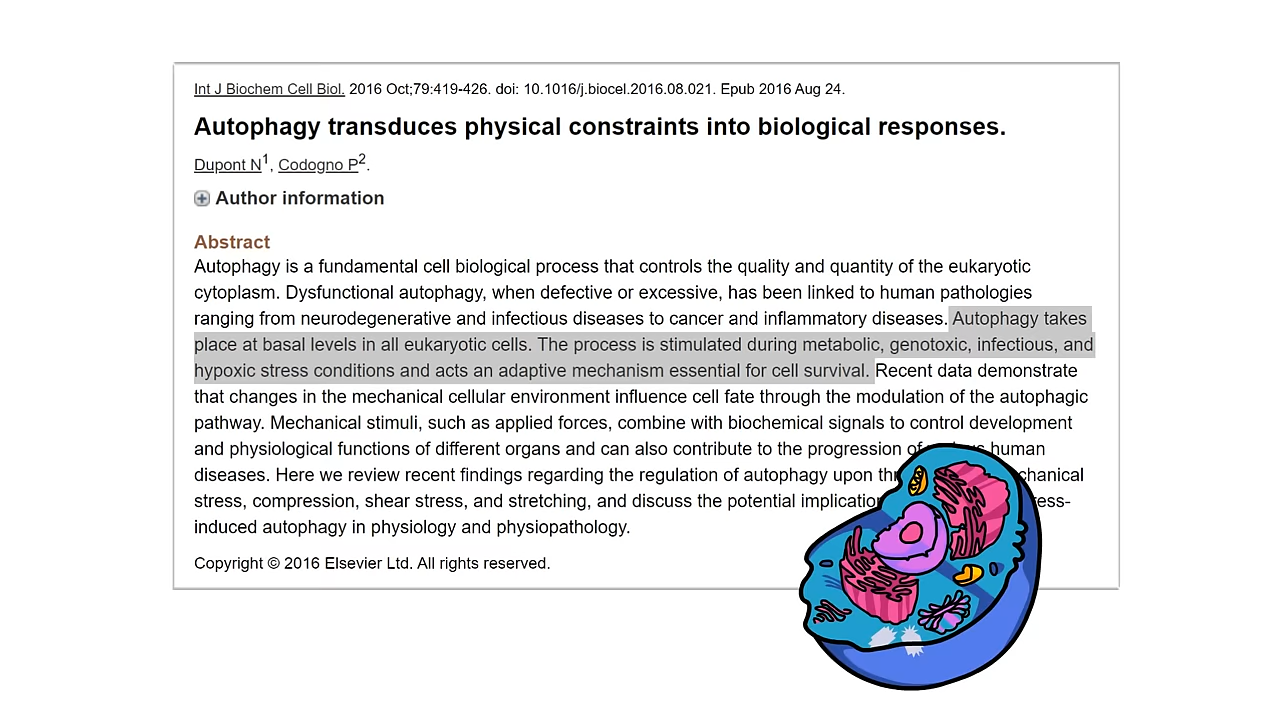 Int J Biochem Cell Biol. 2016 Oct;79:419-426. doi: 10.1016/j.biocel.2016.08.021. Epub 2016 Aug 24.
Autophagy transduces physical constraints into biological responses.
Dupont N1, Codogno P2.
Author information
Abstract
Autophagy is a fundamental cell biological process that controls the quality and quantity of the eukaryotic
cytoplasm. Dysfunctional autophagy, when defective or excessive, has been linked to human pathologies
ranging from neurodegenerative and infectious diseases to cancer and inflammatory diseases. Autophagy takes
place at basal levels in all eukaryotic cells. The process is stimulated during metabolic, genotoxic, infectious, and
hypoxic stress conditions and acts an adaptive mechanism essential for cell survival. Recent data demonstrate
that changes in the mechanical cellular environment influence cell fate through the modulation of the autophagic
pathway. Mechanical stimuli, such as applied forces, combine with biochemical signals to control development
and physiological functions of different organs and can also contribute to the progression of human
diseases. Here we review recent findings regarding the regulation of autophagy upon
stress, compression, shear stress, and stretching, and discuss the potential
induced autophagy in physiology and physiopathology.
Copyright © 2016 Elsevier Ltd. All rights reserved.